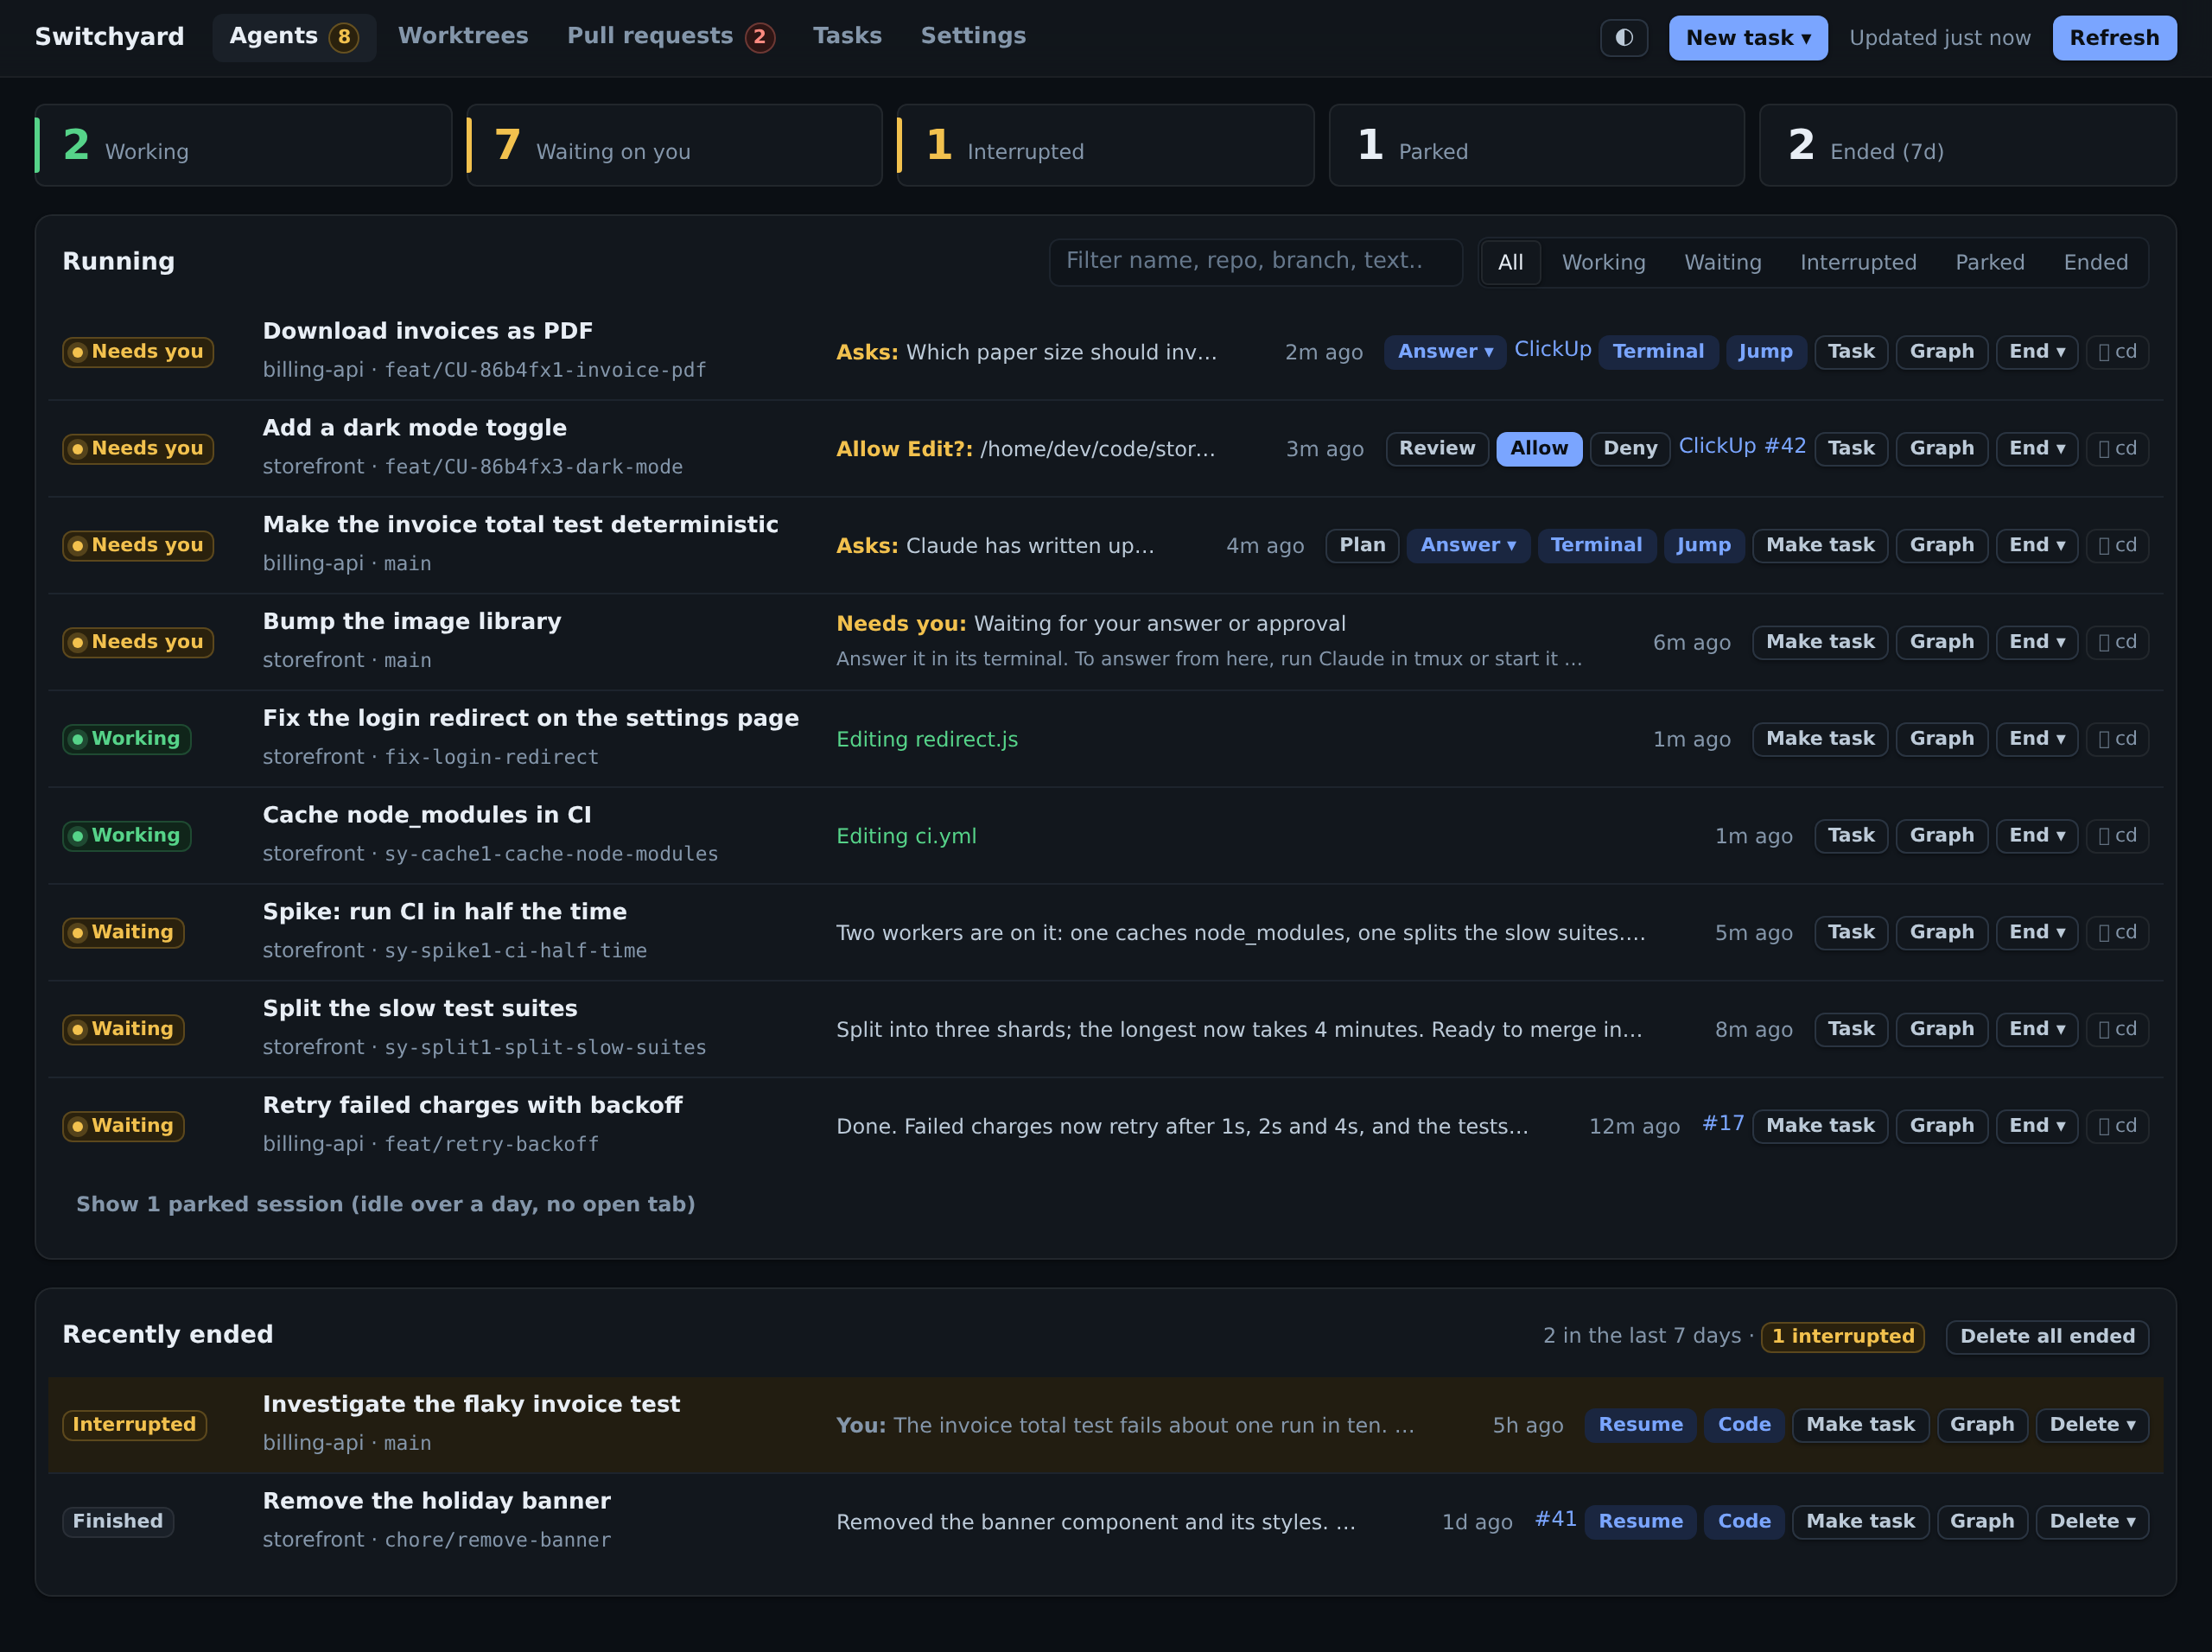 Switchyard Agents 8 Worktrees Pull requests 2 Tasks Settings New task ▾ Updated just now Refresh
2 Working 7 Waiting on you 1 Interrupted 1 Parked 2 Ended (7d)
Running Filter name, repo, branch, text.. All Working Waiting Interrupted Parked Ended
Download invoices as PDF
Needs you Asks: Which paper size should inv… 2m ago Answer ▾ ClickUp Terminal Jump Task Graph End ▾ cd
billing-api · feat/CU-86b4fx1-invoice-pdf
Add a dark mode toggle
Needs you Allow Edit?: /home/dev/code/stor… 3m ago Review Allow Deny ClickUp #42 Task Graph End ▾ cd
storefront · feat/CU-86b4fx3-dark-mode
Make the invoice total test deterministic
Needs you Asks: Claude has written up… 4m ago Plan Answer ▾ Terminal Jump Make task Graph End ▾ cd
billing-api · main
Bump the image library Needs you: Waiting for your answer or approval
Needs you 6m ago Make task Graph End ▾ cd
storefront · main Answer it in its terminal. To answer from here, run Claude in tmux or start it …
Fix the login redirect on the settings page
Working Editing redirect.js 1m ago Make task Graph End ▾ cd
storefront · fix-login-redirect
Cache node_modules in CI
Working Editing ci.yml 1m ago Task Graph End ▾ cd
storefront · sy-cache1-cache-node-modules
Spike: run CI in half the time
Waiting Two workers are on it: one caches node_modules, one splits the slow suites.… 5m ago Task Graph End ▾ cd
storefront · sy-spike1-ci-half-time
Split the slow test suites
Waiting Split into three shards; the longest now takes 4 minutes. Ready to merge in… 8m ago Task Graph End ▾ cd
storefront · sy-split1-split-slow-suites
Retry failed charges with backoff
Waiting Done. Failed charges now retry after 1s, 2s and 4s, and the tests… 12m ago #17 Make task Graph End ▾ cd
billing-api · feat/retry-backoff
Show 1 parked session (idle over a day, no open tab)
Recently ended 2 in the last 7 days · 1 interrupted Delete all ended
Investigate the flaky invoice test
Interrupted You: The invoice total test fails about one run in ten. … 5h ago Resume Code Make task Graph Delete ▾
billing-api · main
Remove the holiday banner
Finished Removed the banner component and its styles. … 1d ago #41 Resume Code Make task Graph Delete ▾
storefront · chore/remove-banner